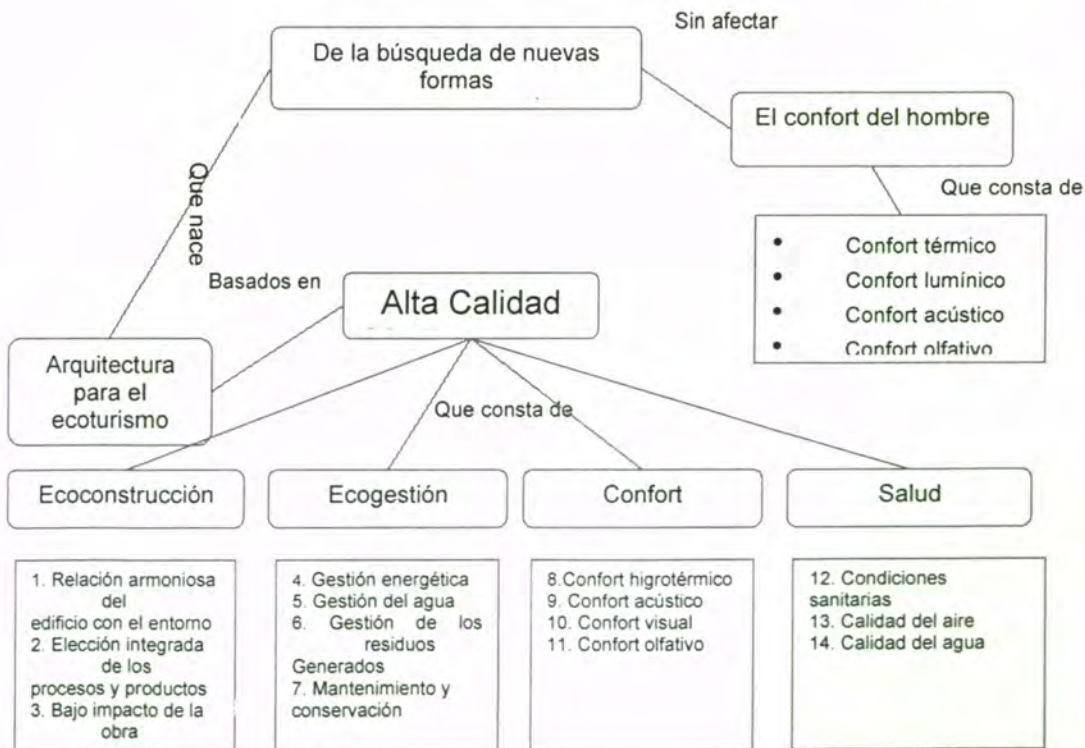 Sin afectar
De la búsqueda de nuevas
formas
El confort del hombre
Que consta de
• Confort térmico
• Confort lumínico
• Confort acústico
• Confort olfativo
Que nace
Basados en
Alta Calidad
Arquitectura
para el
ecoturismo
Que consta de
Ecoconstrucción
Ecogestión
Confort
Salud
1. Relación armoniosa
del
edificio con el entorno
2. Elección integrada
de los
procesos y productos
3. Bajo impacto de la
obra
4. Gestión energética
5. Gestión del agua
6. Gestión de los
residuos
Generados
7. Mantenimiento y
conservación
8.Confort higrotérmico
9. Confort acústico
10. Confort visual
11. Confort olfativo
12. Condiciones
sanitarias
13. Calidad del aire
14. Calidad del agua